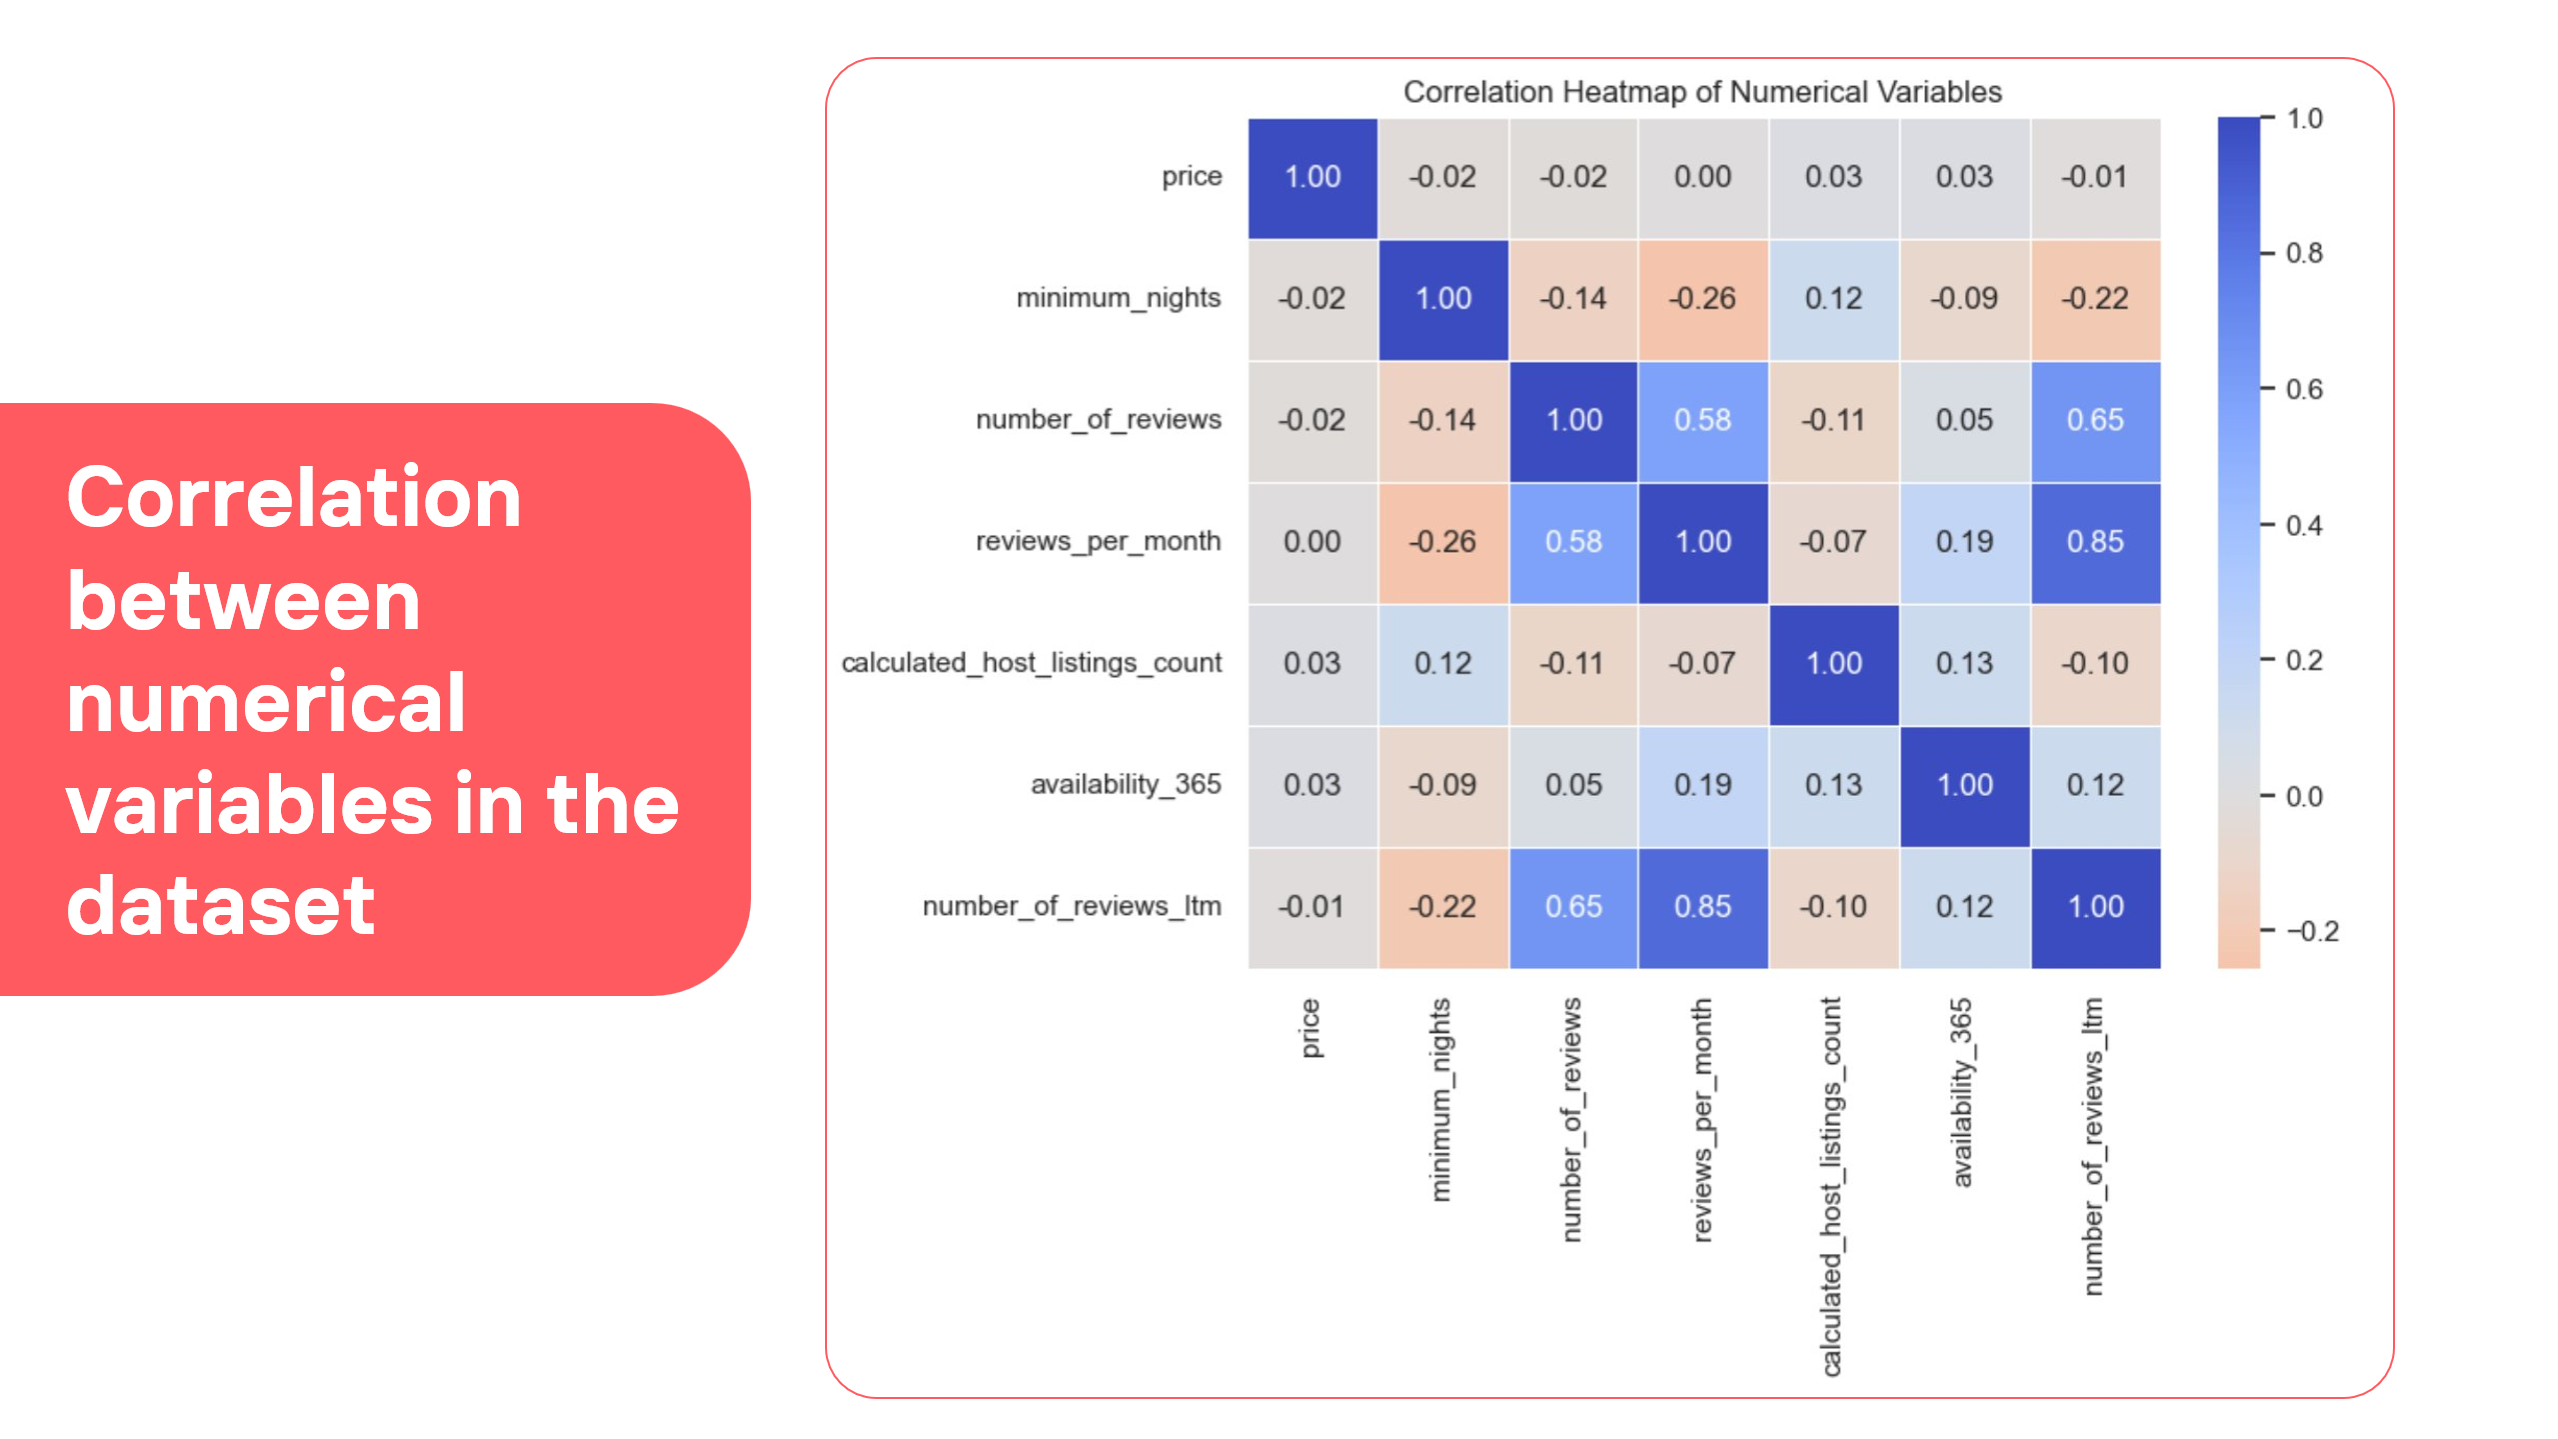 Correlation
between
numerical
variables in the
dataset
Correlation Heatmap of Numerical Variables
price 1.00 -0.02 -0.02 0.00 0.03 0.03 -0.01
minimum_nights -0.02 1.00 -0.14 -0.26 0.12 -0.09 -0.22
number_of_reviews -0.02 -0.14 1.00 0.58 -0.11 0.05 0.65
reviews_per_month 0.00 -0.26 0.58 1.00 -0.07 0.19 0.85
calculated_host_listings_count 0.03 0.12 -0.11 -0.07 1.00 0.13 -0.10
availability_365 0.03 -0.09 0.05 0.19 0.13 1.00 0.12
number_of_reviews_ltm -0.01 -0.22 0.65 0.85 -0.10 0.12 1.00
price
minimum_nights
number_of_reviews
reviews_per_month
calculated_host_listings_count
availability_365
number_of_reviews_ltm
1.0
0.8
0.6
0.4
0.2
0.0
−0.2